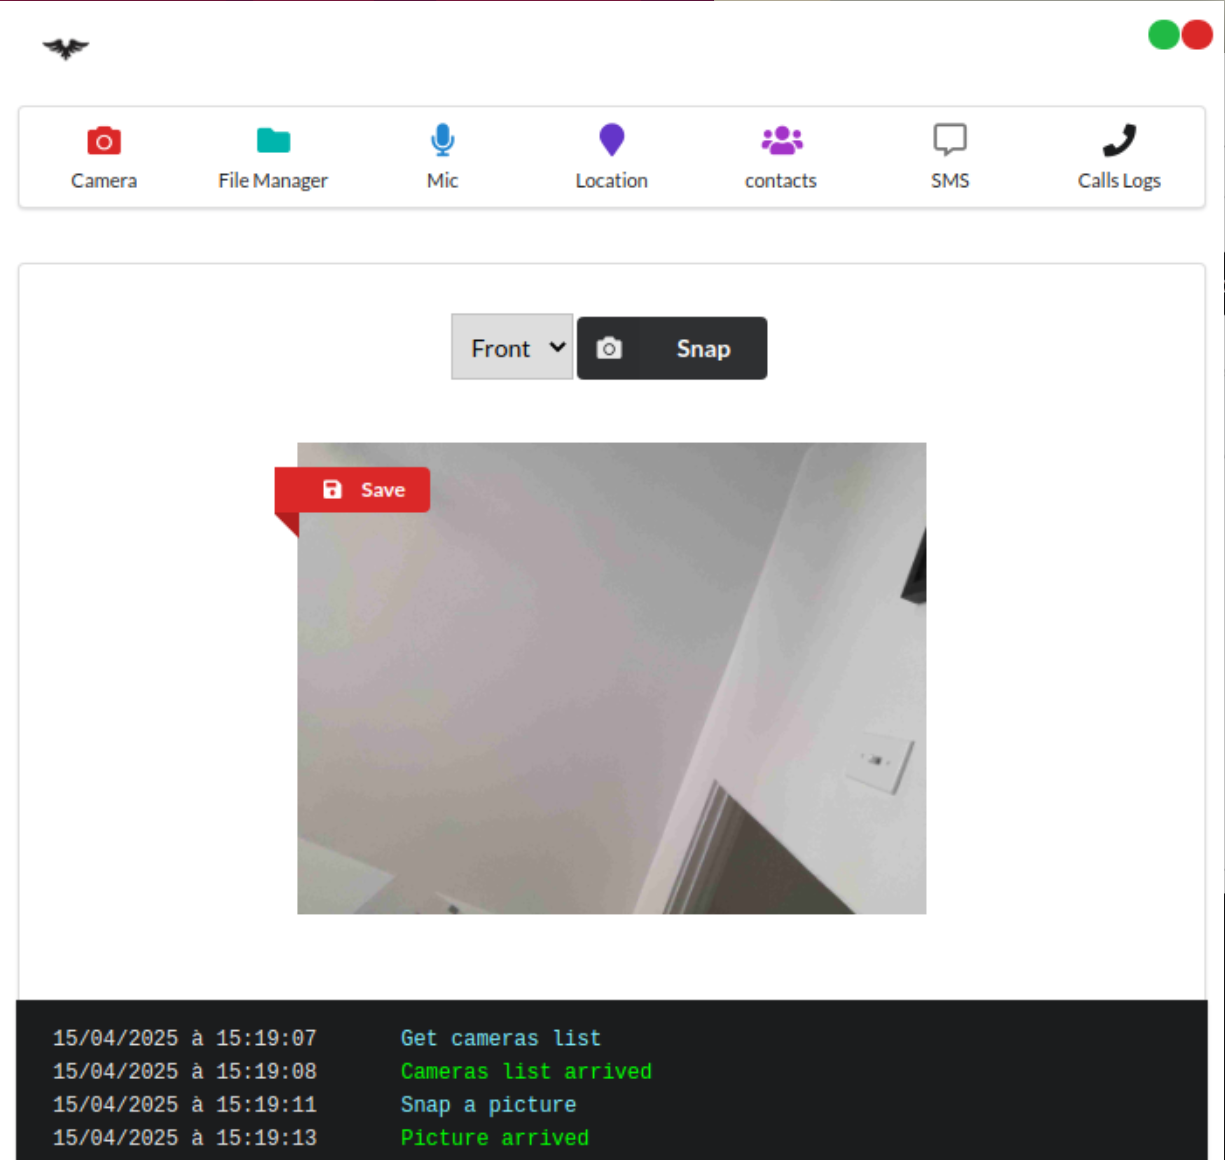 Camera
File Manager
Mic
Location
contacts
SMS
Calls Logs
Front
Snap
Save
15/04/2025 à 15:19:07 Get cameras list
15/04/2025 à 15:19:08 Cameras list arrived
15/04/2025 à 15:19:11 Snap a picture
15/04/2025 à 15:19:13 Picture arrived